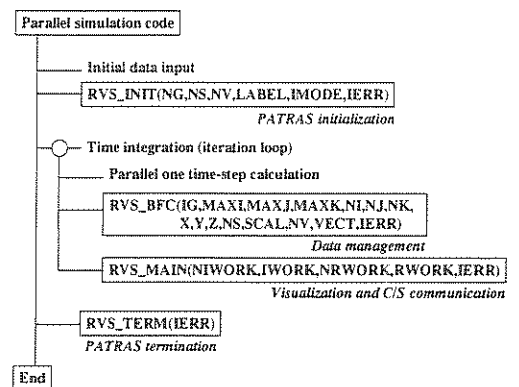 Parallel simulation code
Initial data input
RVS_INIT(NG,NS,NV,LABEL,IMODE,IERR)
PATRAS initialization
Time integration (iteration loop)
Parallel one time-step calculation
RVS_BFC(IG,MAXI,MAXJ,MAXK,NI,NJ,NK,
X,Y,Z,NS,SCAL,NV,VECT,IERR)
Data management
RVS_MAIN(NIWORK,IWORK,NRWORK,RWORK,IERR)
Visualization and C/S communication
RVS_TERM(IERR)
PATRAS termination
End